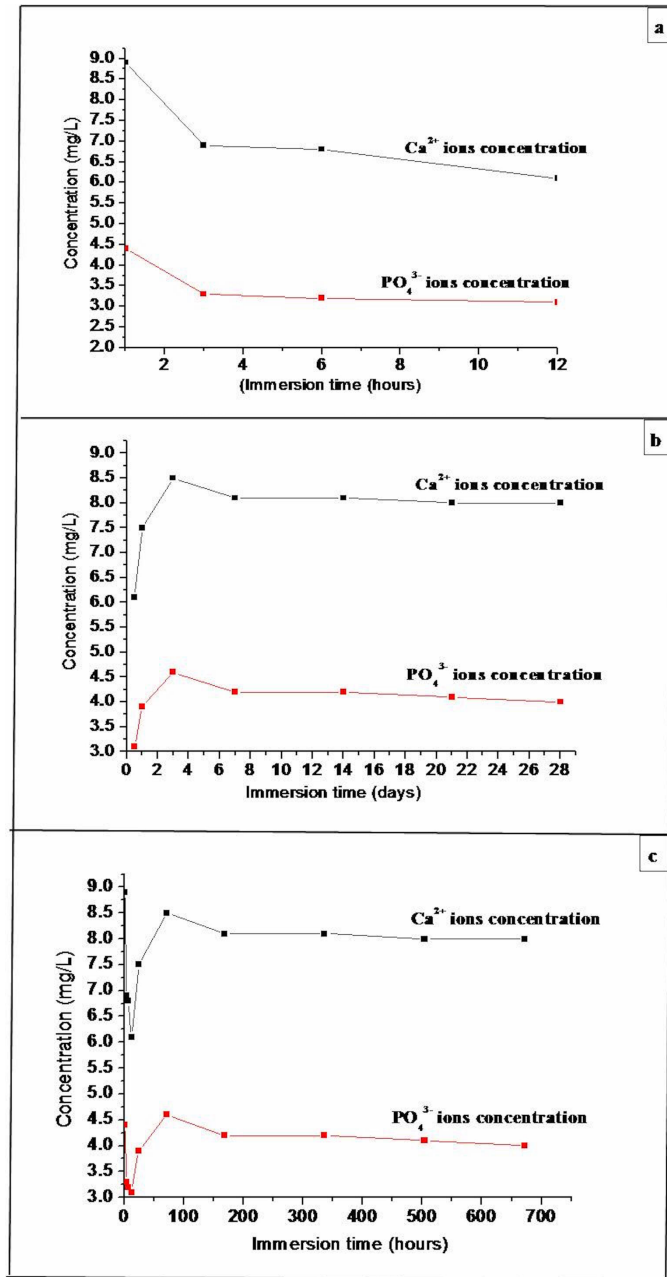 a
9.0
8.5
8.0
7.5
7.0
6.5
6.0
5.5
5.0
4.5
4.0
3.5
3.0
2.5
2.0
Concentration (mg/L)
Ca²⁺ ions concentration
PO₄³⁻ ions concentration
2 4 6 8 10 12
(Immersion time (hours)
b
9.0
8.5
8.0
7.5
7.0
6.5
6.0
5.5
5.0
4.5
4.0
3.5
3.0
Concentration (mg/L)
Ca²⁺ ions concentration
PO₄³⁻ ions concentration
0 2 4 6 8 10 12 14 16 18 20 22 24 26 28
Immersion time (days)
c
9.0
8.5
8.0
7.5
7.0
6.5
6.0
5.5
5.0
4.5
4.0
3.5
3.0
Concentration (mg/L)
Ca²⁺ ions concentration
PO₄³⁻ ions concentration
0 100 200 300 400 500 600 700
Immersion time (hours)